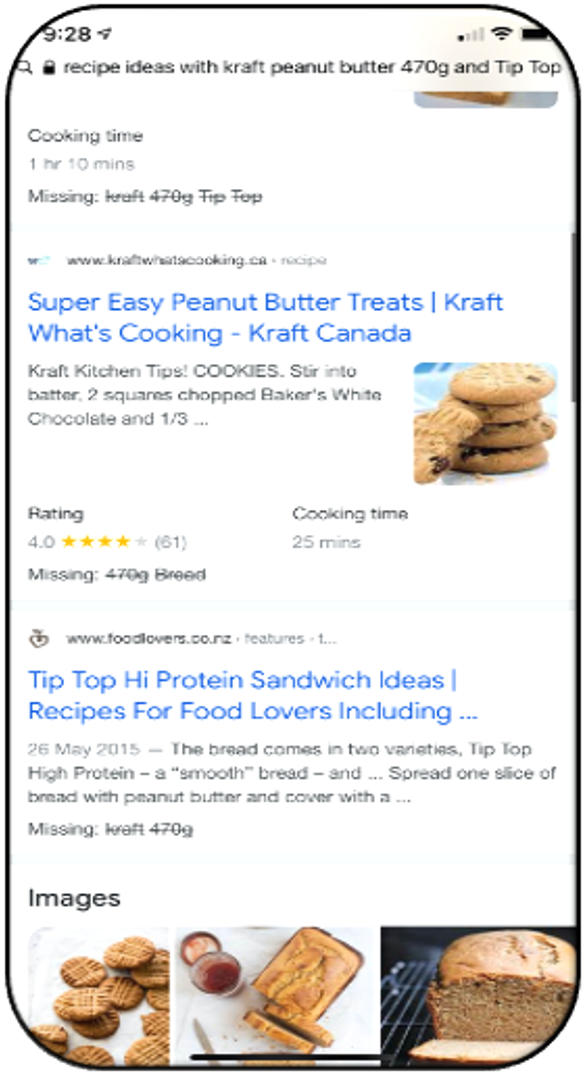 9:28
recipe ideas with kraft peanut butter 470g and Tip Top
Cooking time
1 hr 10 mins
Missing: kraft 470g Tip Top
www.kraftwhatscooking.ca › recipe
Super Easy Peanut Butter Treats | Kraft
What's Cooking - Kraft Canada
Kraft Kitchen Tips! COOKIES. Stir into
batter, 2 squares chopped Baker's White
Chocolate and 1/3 ...
Rating
Cooking time
4.0 ★★★★★ (61)
25 mins
Missing: 470g Bread
www.foodlovers.co.nz › features › t...
Tip Top Hi Protein Sandwich Ideas |
Recipes For Food Lovers Including ...
26 May 2015 — The bread comes in two varieties, Tip Top
High Protein – a “smooth” bread – and ... Spread one slice of
bread with peanut butter and cover with a ...
Missing: kraft 470g
Images